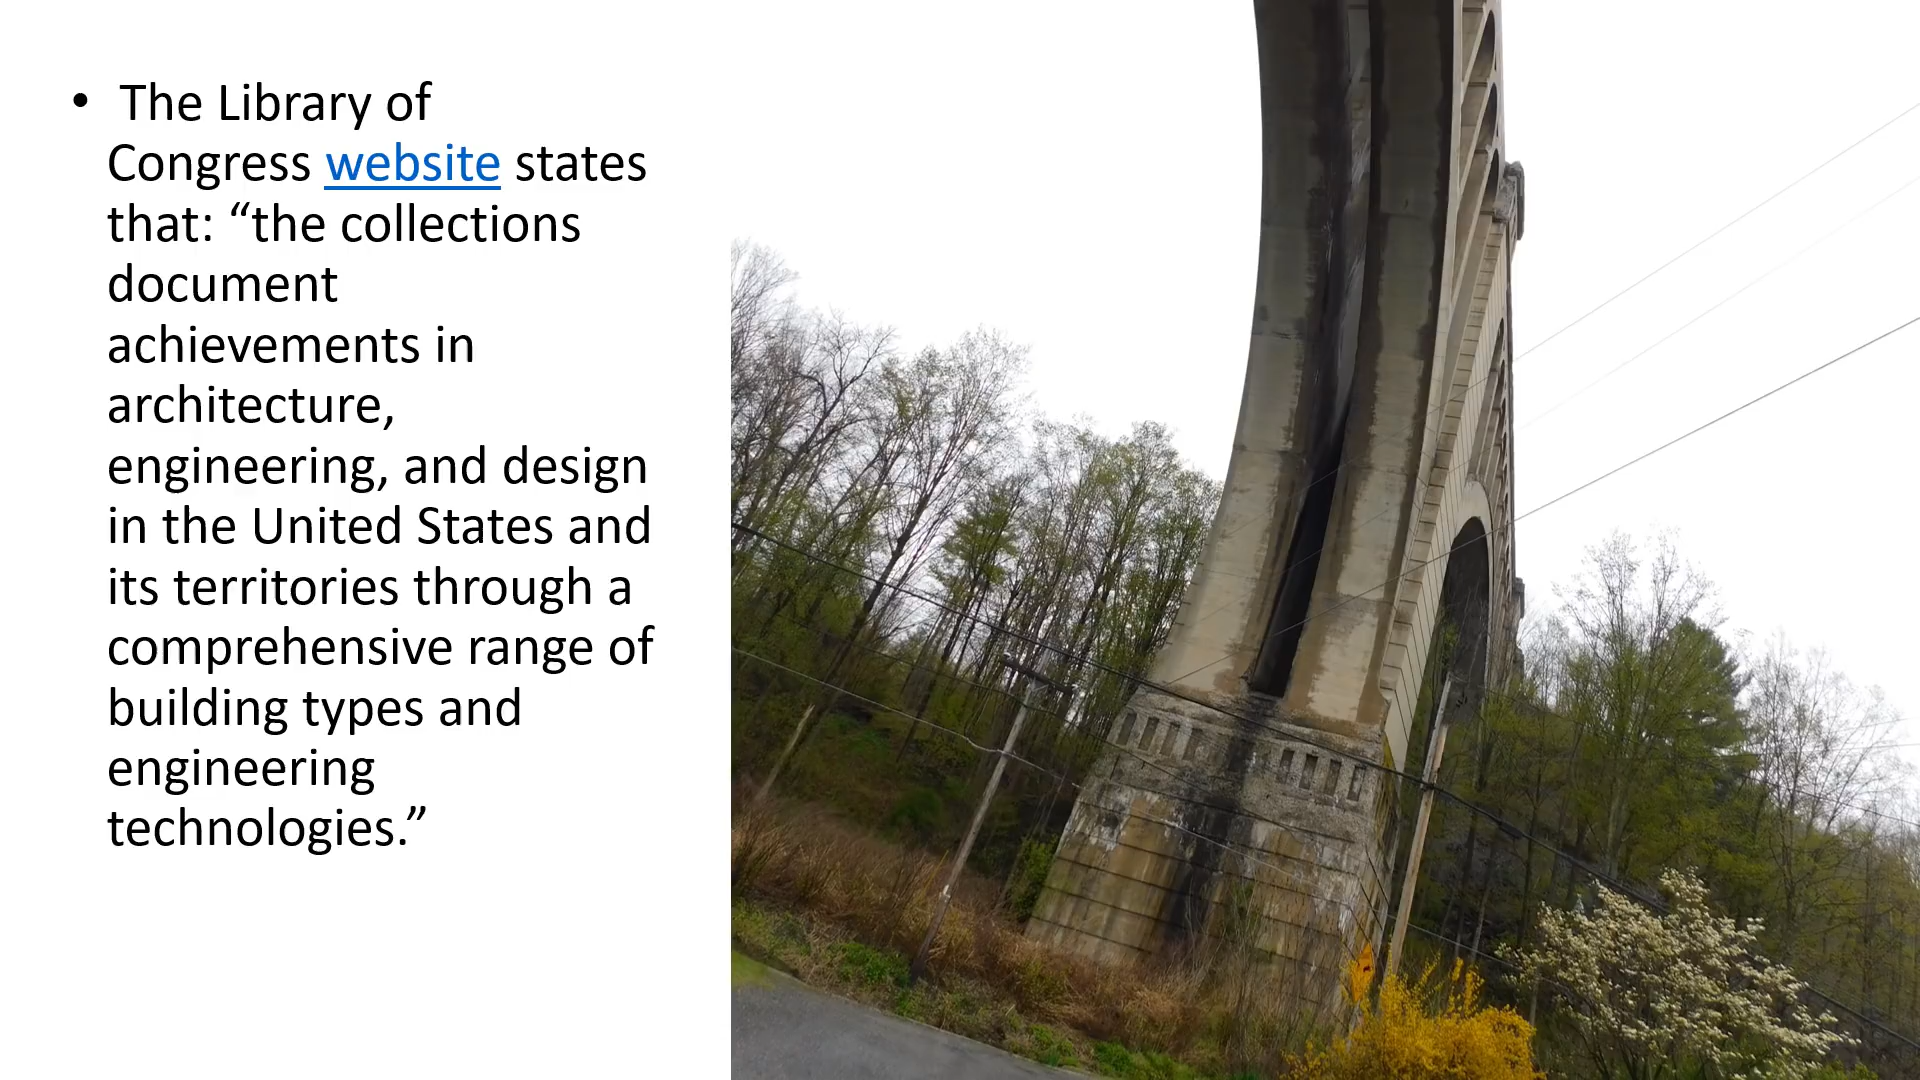 • The Library of
Congress website states
that: “the collections
document
achievements in
architecture,
engineering, and design
in the United States and
its territories through a
comprehensive range of
building types and
engineering
technologies.”